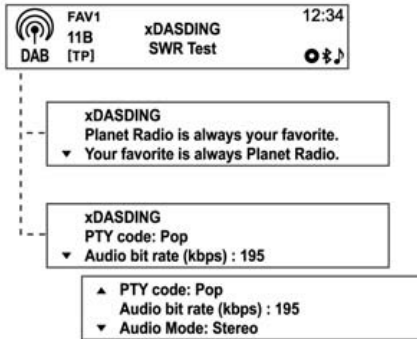 FAV1
12:34
11B
xDASDING
DAB
[TP]
SWR Test
xDASDING
Planet Radio is always your favorite.
▼ Your favorite is always Planet Radio.
xDASDING
PTY code: Pop
▼ Audio bit rate (kbps) : 195
▲ PTY code: Pop
Audio bit rate (kbps) : 195
▼ Audio Mode: Stereo